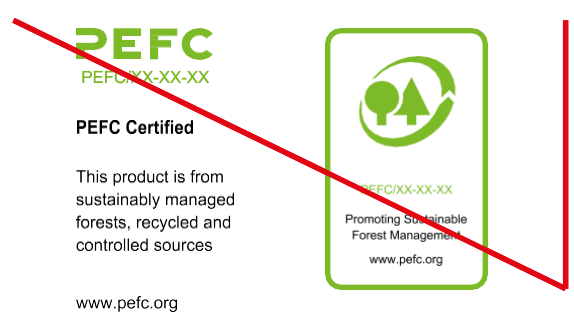 PEFC
PEFC/XX-XX-XX
PEFC Certified
This product is from
sustainably managed
forests, recycled and
controlled sources
www.pefc.org
PEFC/XX-XX-XX
Promoting Sustainable
Forest Management
www.pefc.org